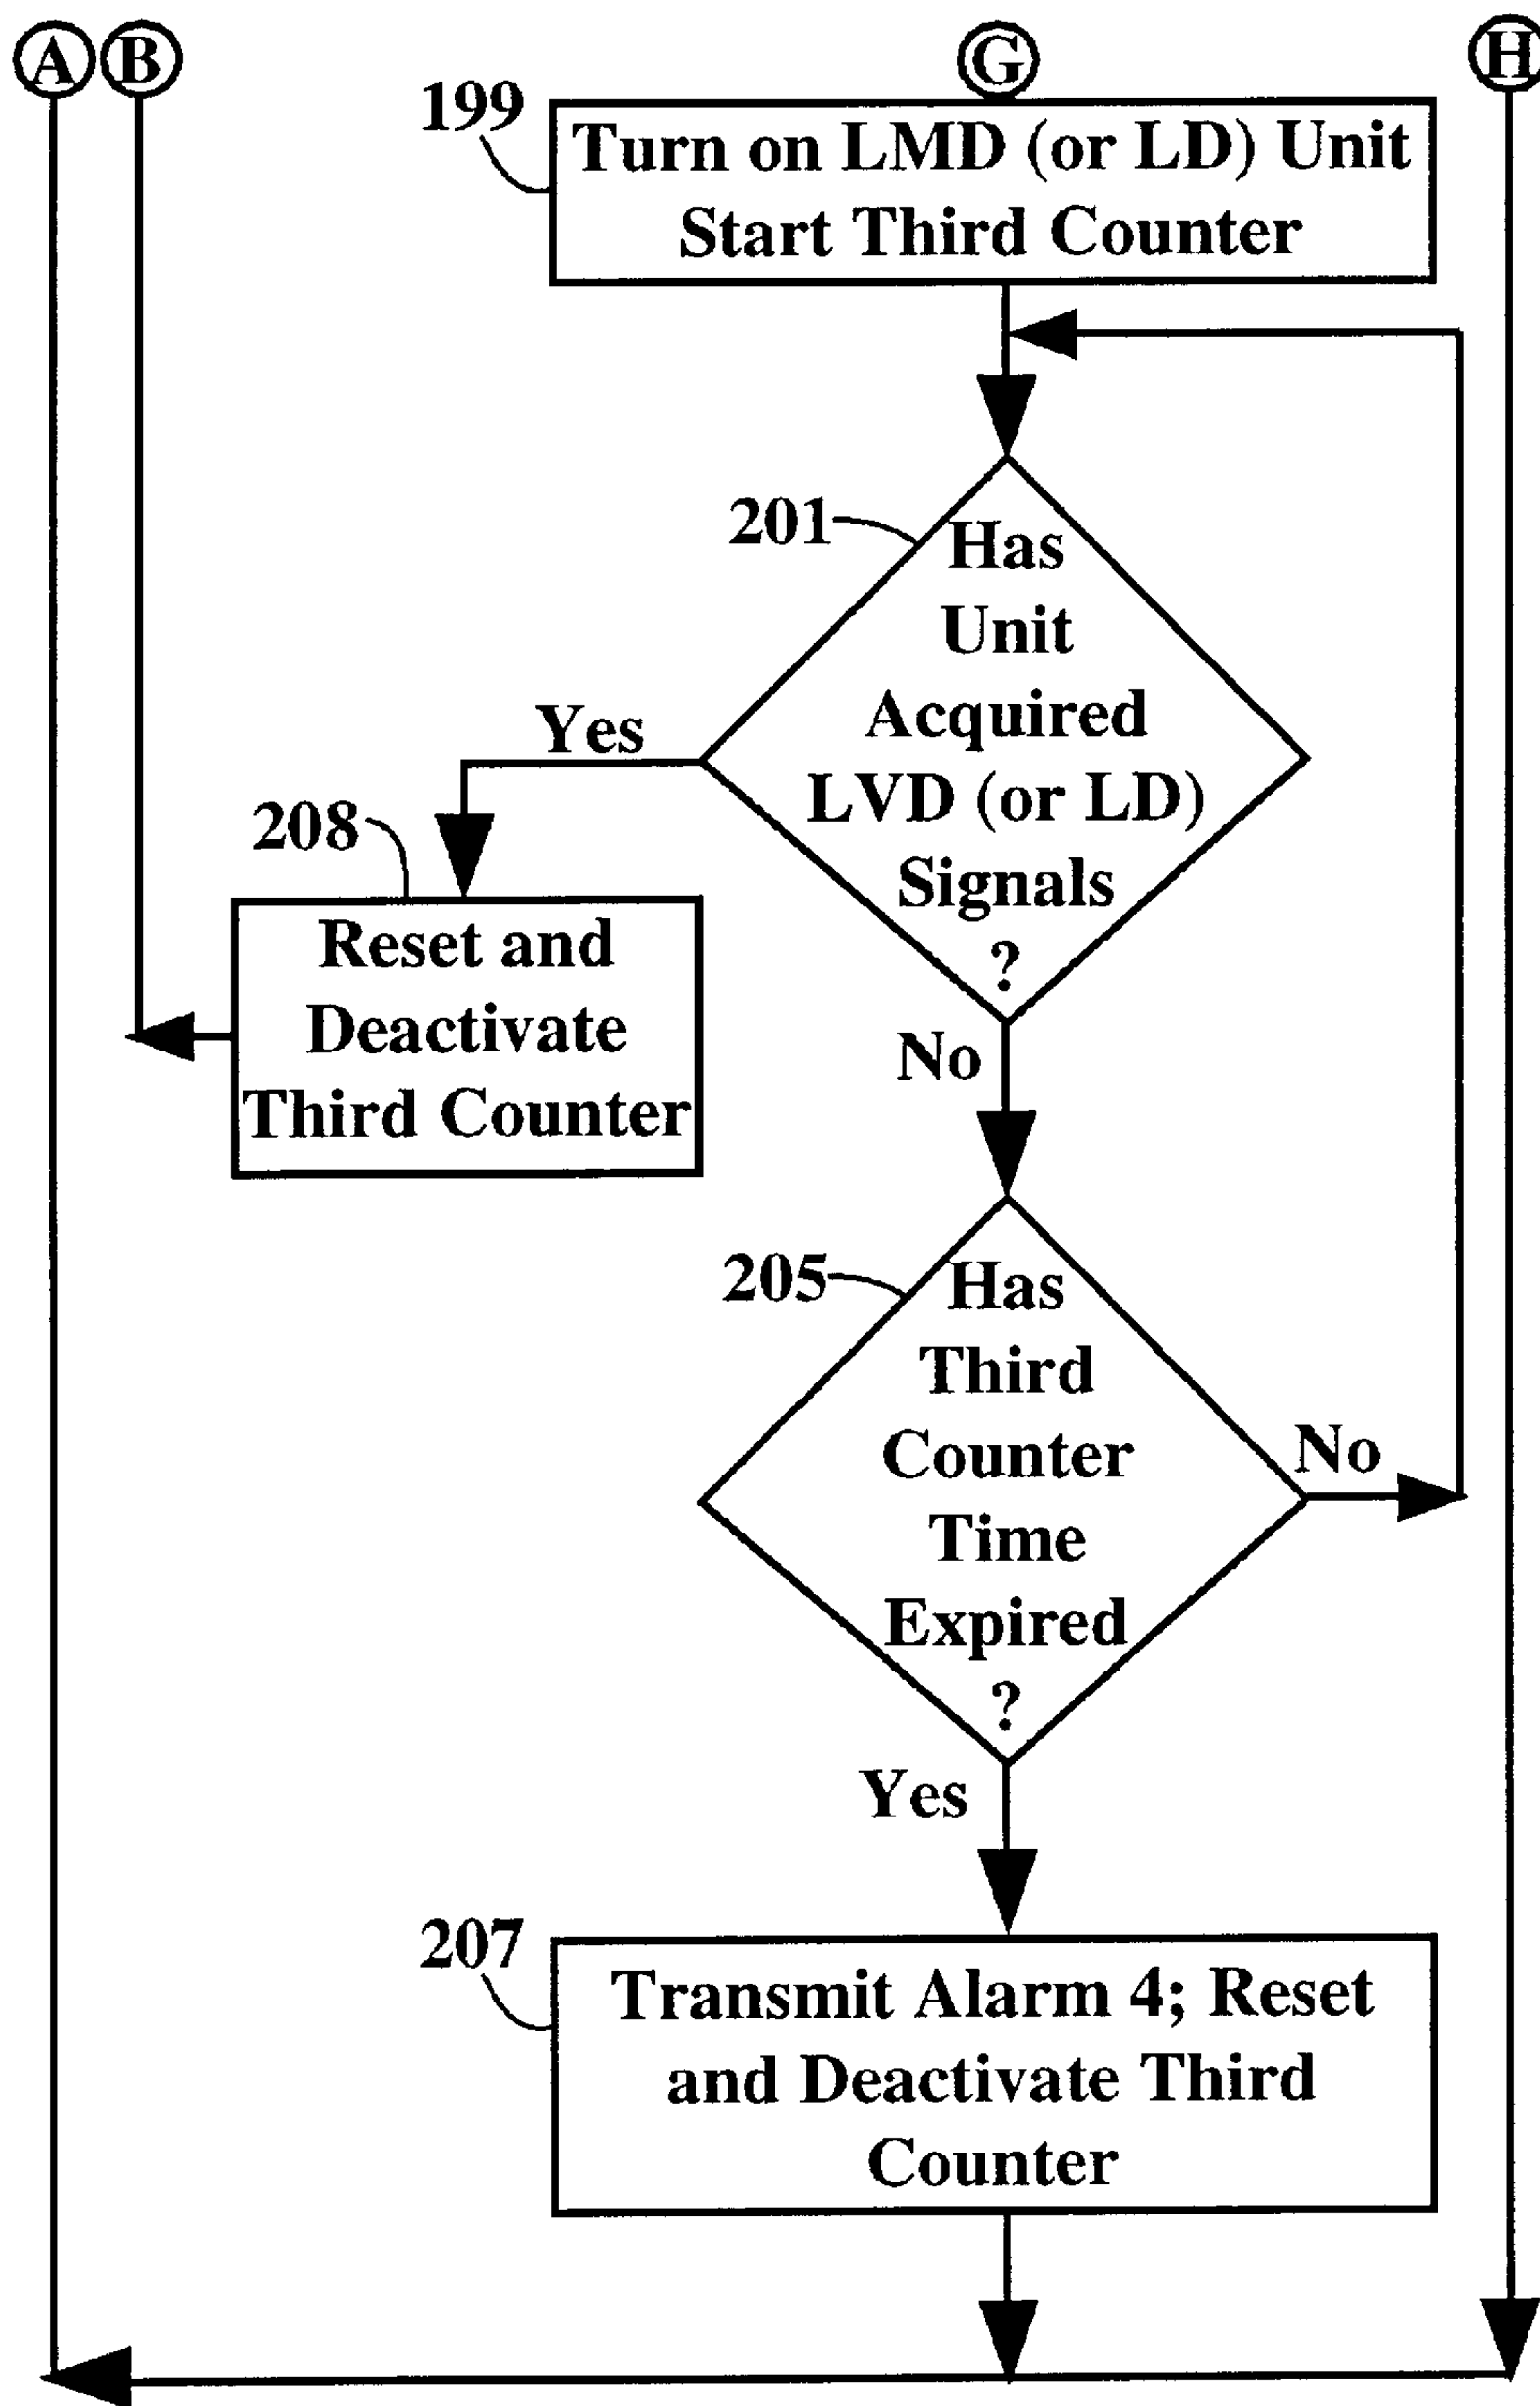 A B G H
199
Turn on LMD (or LD) Unit
Start Third Counter
201
Has
Unit
Acquired
LVD (or LD)
Signals
?
Yes
208
Reset and
Deactivate
Third Counter
No
205
Has
Third
Counter
Time
Expired
?
No
Yes
207
Transmit Alarm 4; Reset
and Deactivate Third
Counter